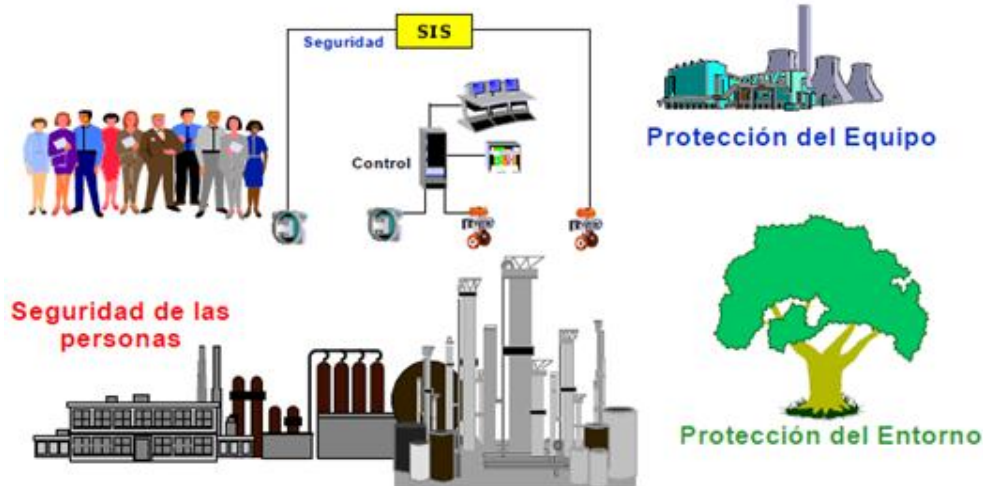 SIS
Seguridad
Protección del Equipo
Control
Seguridad de las
personas
Protección del Entorno